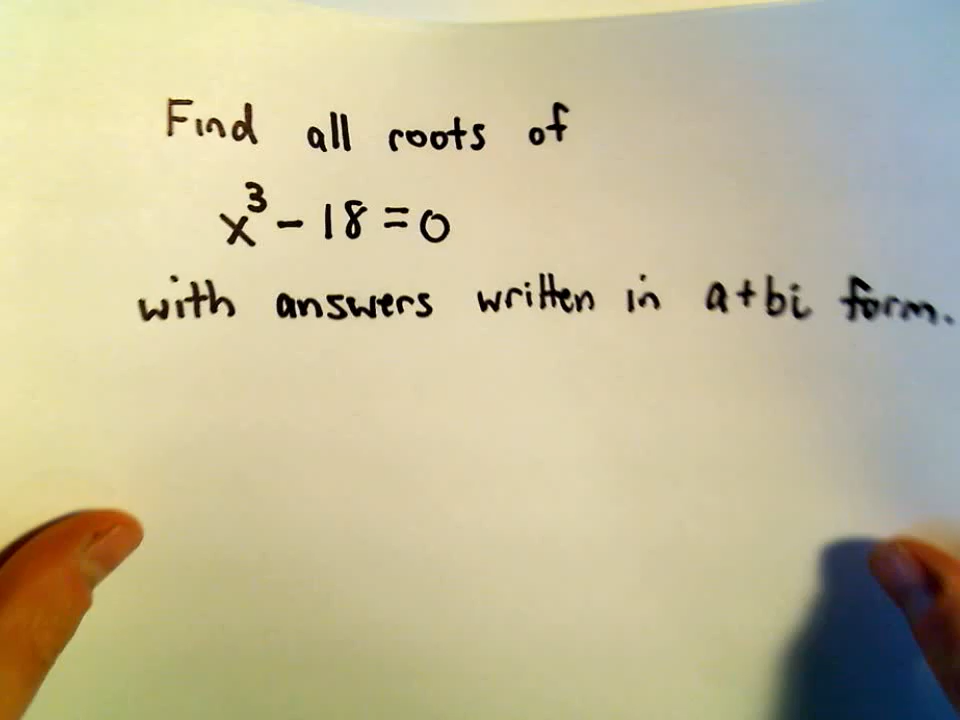 Find all roots of
x³ - 18 = 0
with answers written in a+bi form.